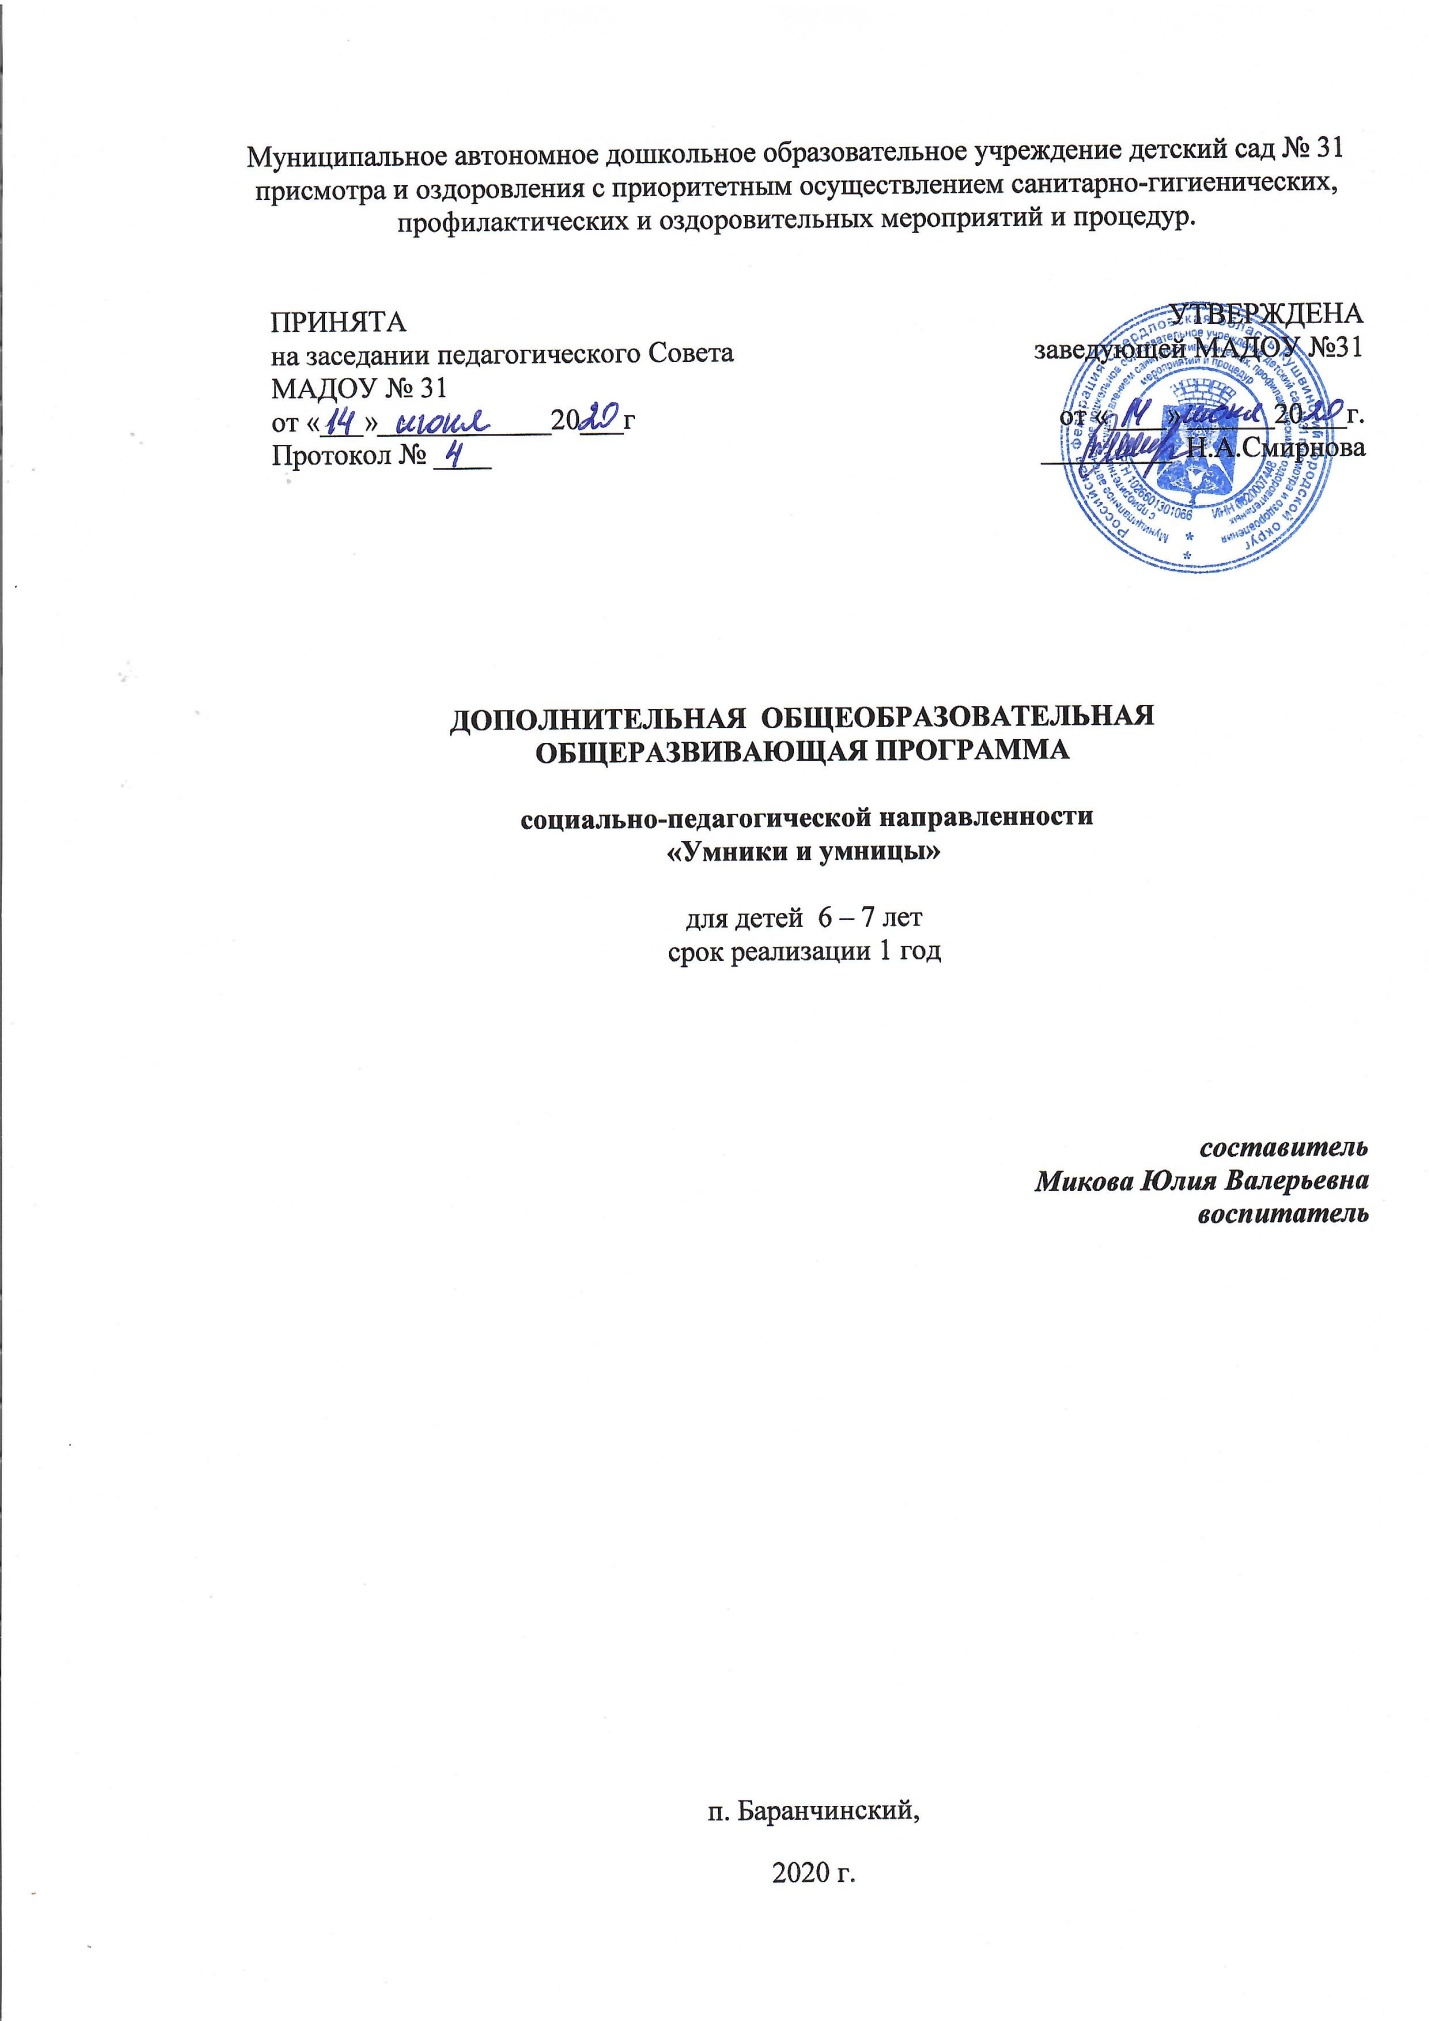 Муниципальное автономное дошкольное образовательное учреждение детский сад № 31
присмотра и оздоровления с приоритетным осуществлением санитарно-гигиенических,
профилактических и оздоровительных мероприятий и процедур.
ПРИНЯТА
на заседании педагогического Совета
МАДОУ № 31
от «14» июня 2020г
Протокол № 4
УТВЕРЖДЕНА
заведующей МАДОУ №31
от «14» июня 2020 г.
Н.А.Смирнова
ДОПОЛНИТЕЛЬНАЯ ОБЩЕОБРАЗОВАТЕЛЬНАЯ
ОБЩЕРАЗВИВАЮЩАЯ ПРОГРАММА
социально-педагогической направленности
«Умники и умницы»
для детей 6 – 7 лет
срок реализации 1 год
составитель
Микова Юлия Валерьевна
воспитатель
п. Баранчинский,
2020 г.